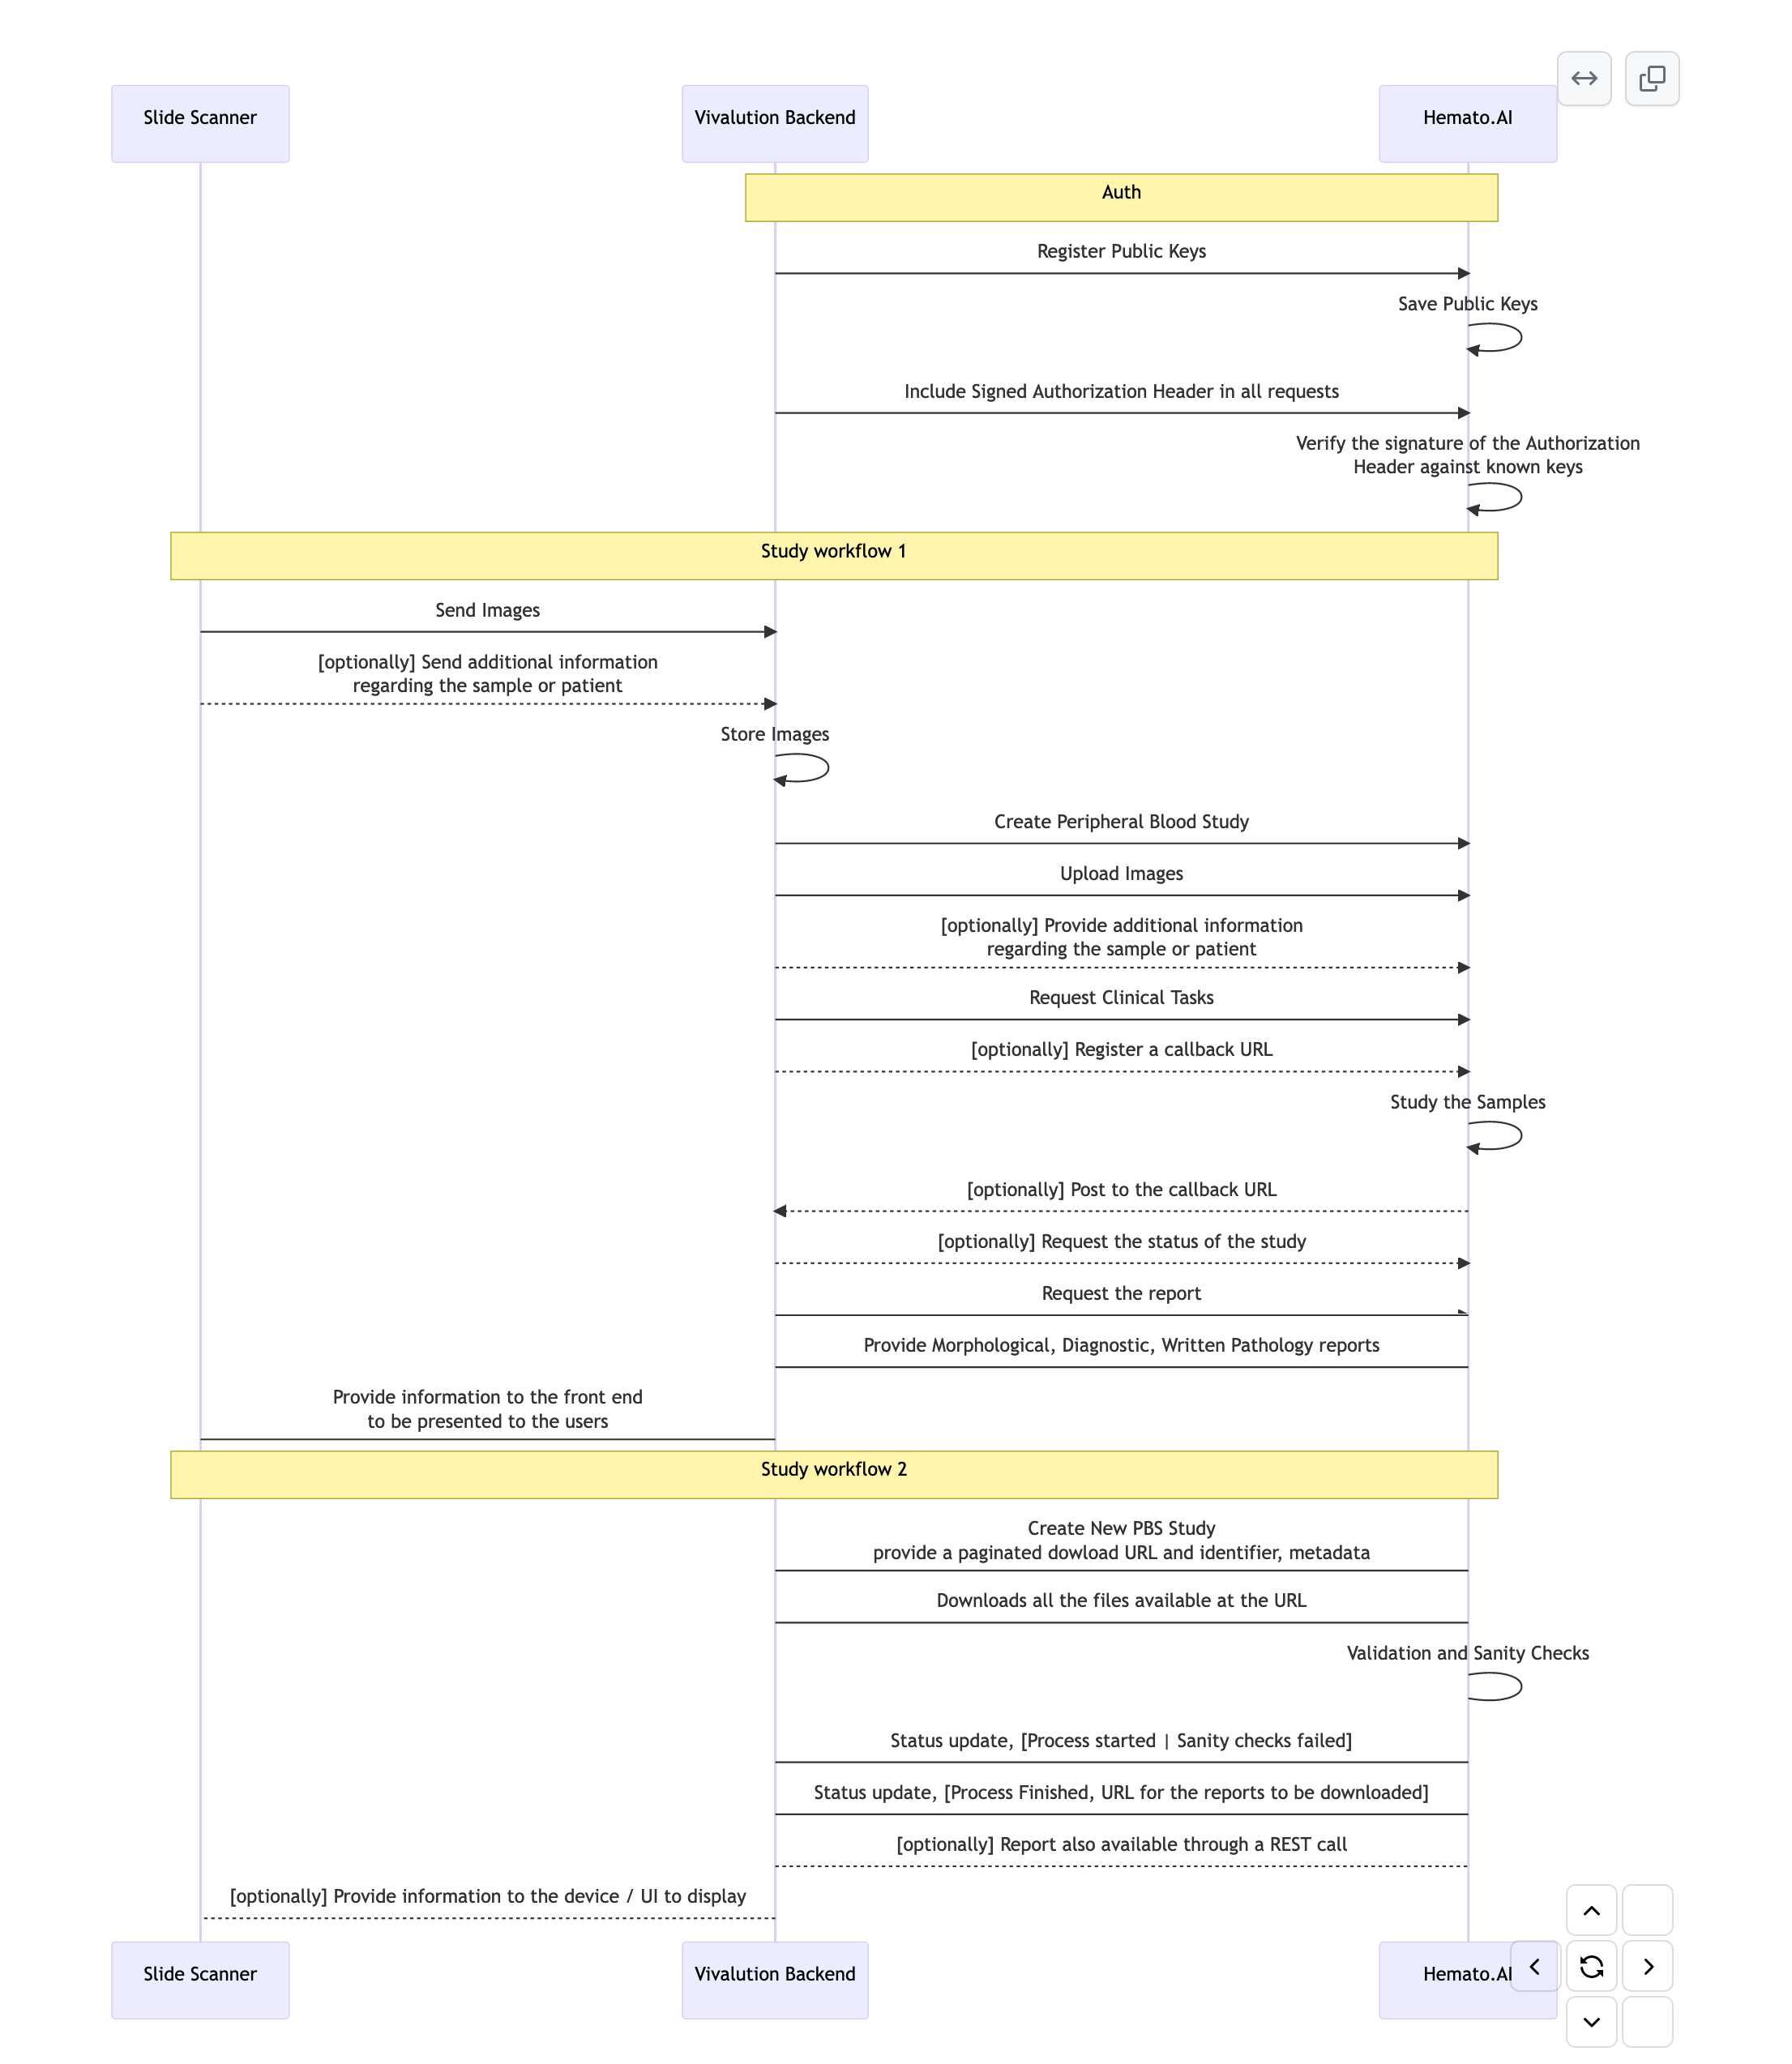 Slide Scanner
Vivalution Backend
Hemato.AI
Auth
Register Public Keys
Save Public Keys
Include Signed Authorization Header in all requests
Verify the signature of the Authorization
Header against known keys
Study workflow 1
Send Images
[optionally] Send additional information
regarding the sample or patient
Store Images
Create Peripheral Blood Study
Upload Images
[optionally] Provide additional information
regarding the sample or patient
Request Clinical Tasks
[optionally] Register a callback URL
Study the Samples
[optionally] Post to the callback URL
[optionally] Request the status of the study
Request the report
Provide Morphological, Diagnostic, Written Pathology reports
Provide information to the front end
to be presented to the users
Study workflow 2
Create New PBS Study
provide a paginated dowload URL and identifier, metadata
Downloads all the files available at the URL
Validation and Sanity Checks
Status update, [Process started | Sanity checks failed]
Status update, [Process Finished, URL for the reports to be downloaded]
[optionally] Report also available through a REST call
[optionally] Provide information to the device / UI to display
Slide Scanner
Vivalution Backend
Hemato.AI